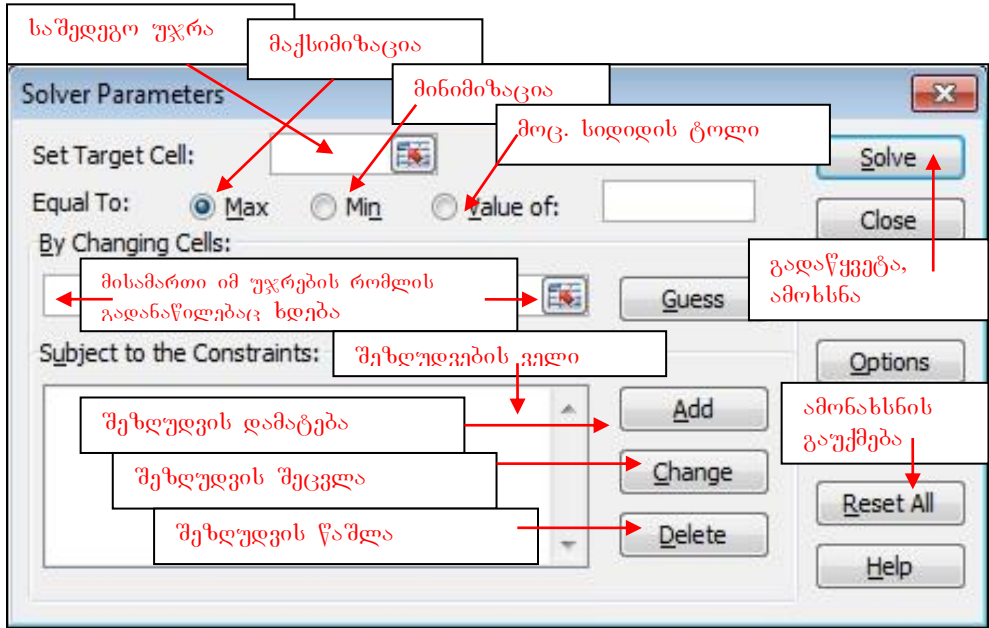 საშედეგო უჯრა
მაქსიმიზაცია
მინიმიზაცია
მოც. სიდიდის ტოლი
Solver Parameters
Set Target Cell:
Solve
Equal To:
Max
Min
Value of:
Close
By Changing Cells:
მისამართი იმ უჯრების რომლის
გადანაწილებაც ხდება
Guess
გადაწყვეტა,
ამოხსნა
Subject to the Constraints:
შეზღუდვების ველი
Options
შეზღუდვის დამატება
Add
ამონახსნის
გაუქმება
შეზღუდვის შეცვლა
Change
Reset All
შეზღუდვის წაშლა
Delete
Help